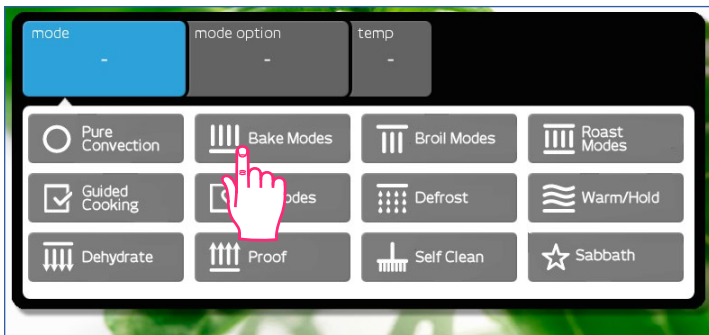 mode
mode option
temp
-
-
-
Pure
Convection
Bake Modes
Broil Modes
Roast
Modes
Guided
Cooking
Defrost
Warm/Hold
Dehydrate
Proof
Self Clean
Sabbath